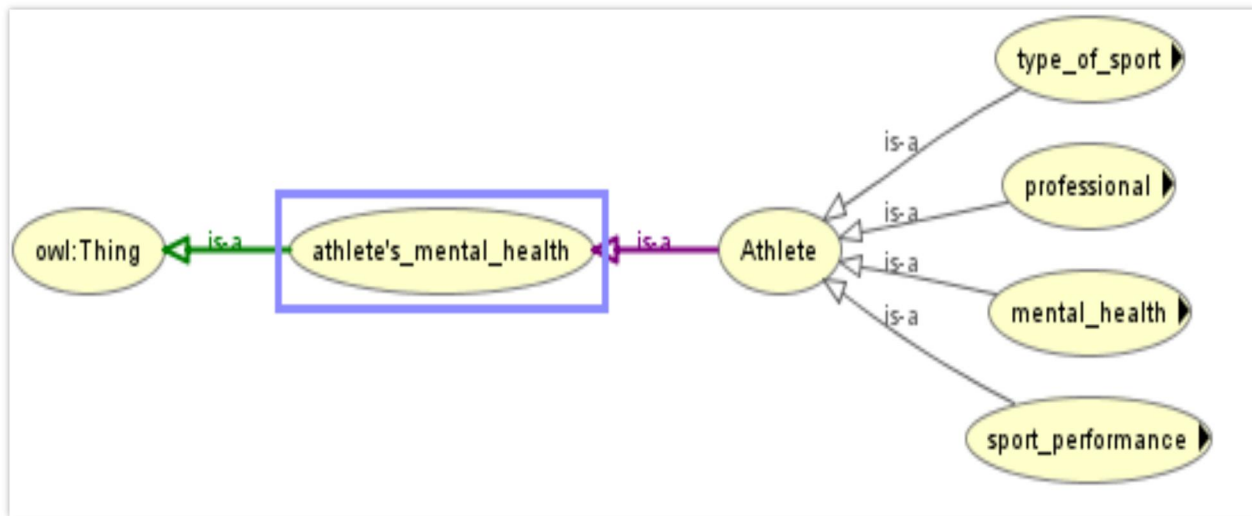 type_of_sport
is-a
professional
is-a
owl:Thing
is-a
athlete's_mental_health
is-a
Athlete
is-a
mental_health
is-a
sport_performance